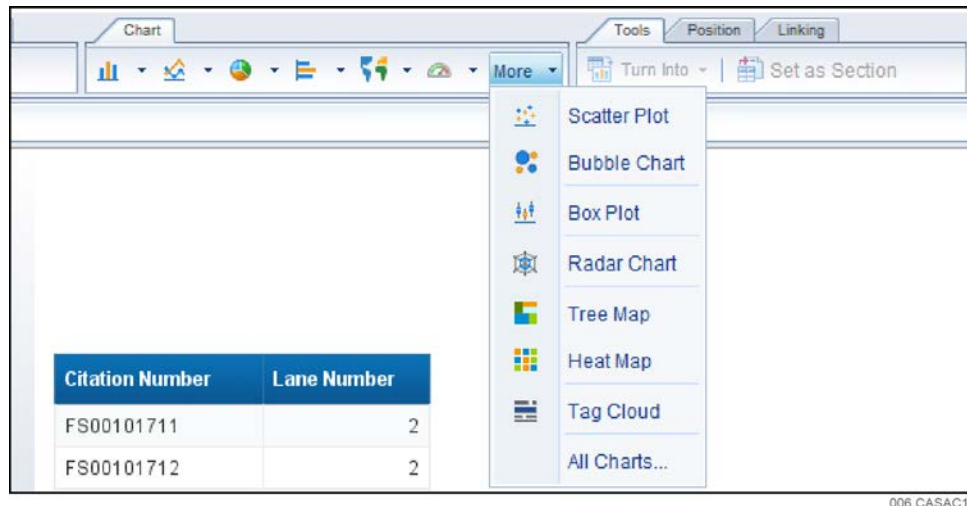 Chart Tools Position Linking
More Turn Into Set as Section
Scatter Plot
Bubble Chart
Box Plot
Radar Chart
Tree Map
Heat Map
Tag Cloud
All Charts...
Citation Number Lane Number
FS00101711 2
FS00101712 2
006 CASAC1